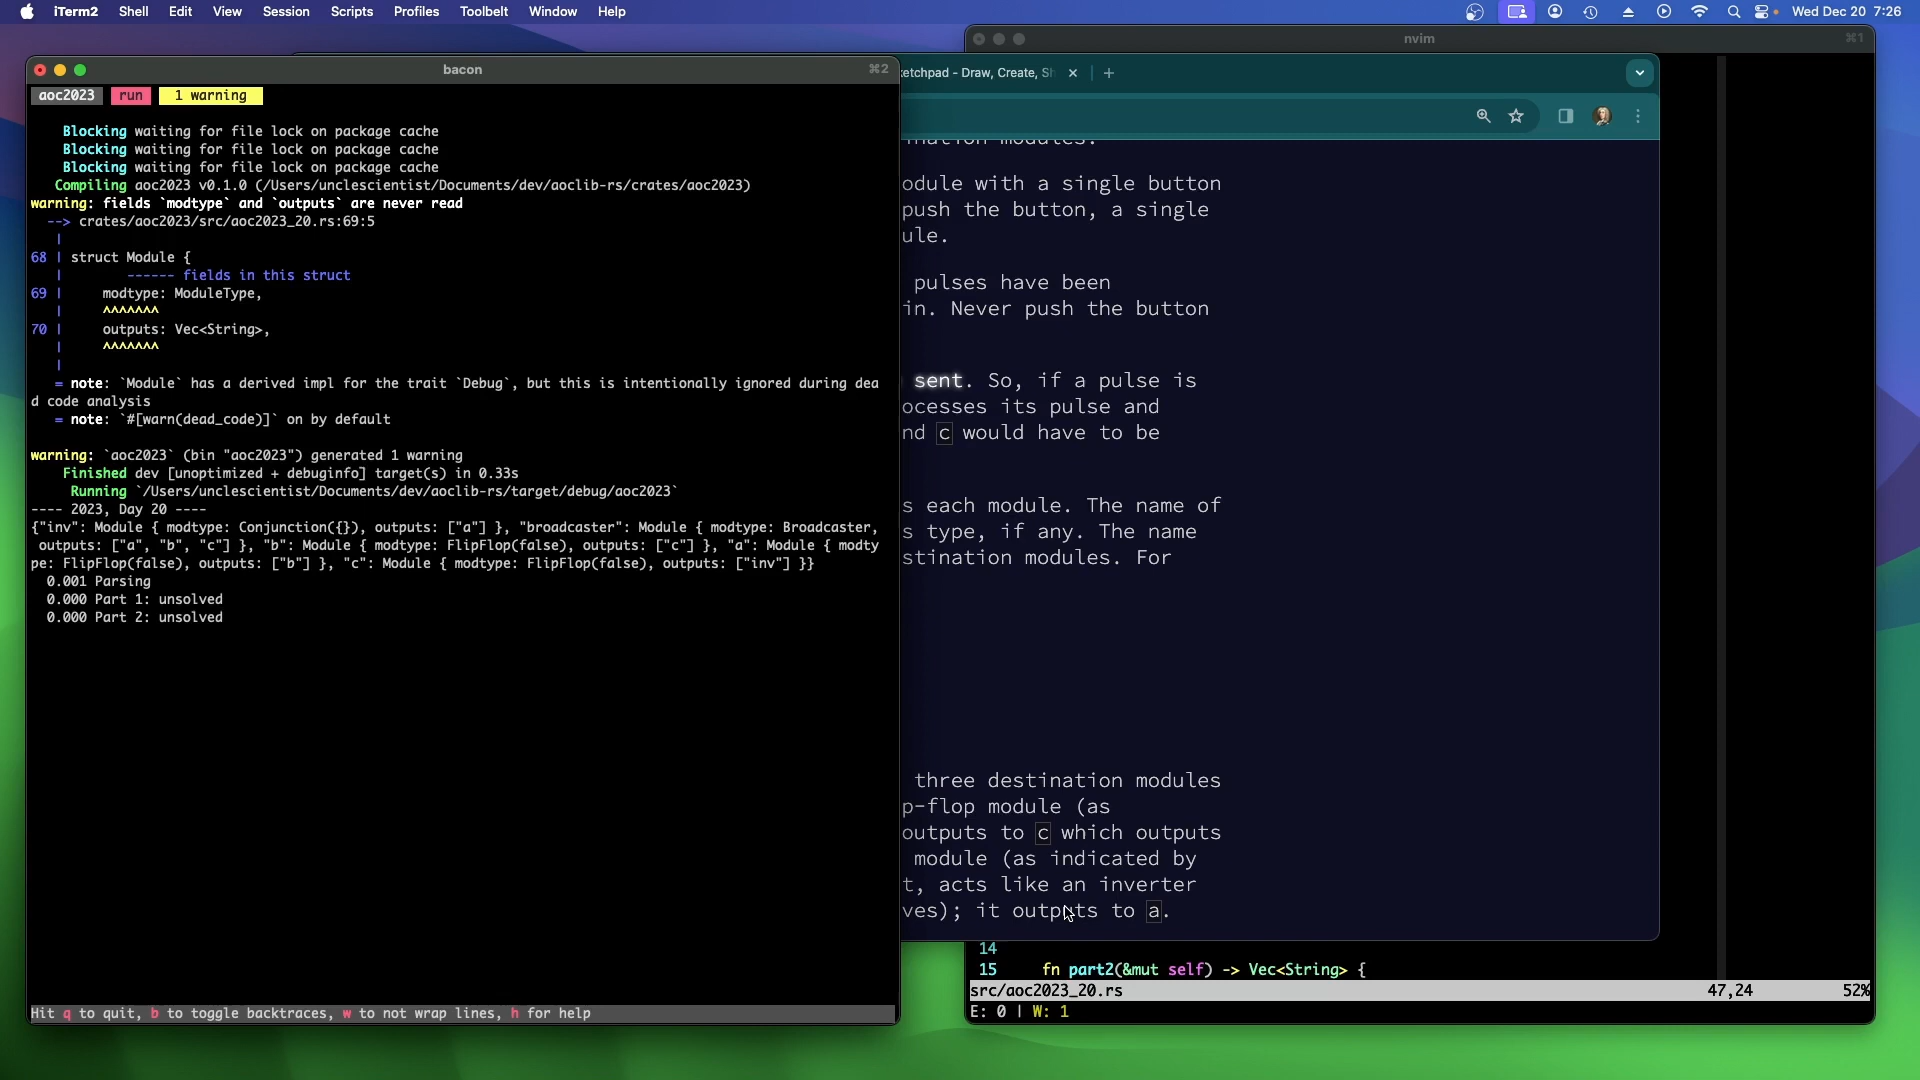 iTerm2 Shell Edit View Session Scripts Profiles Toolbelt Window Help Wed Dec 20 7:26
bacon ⌘2
aoc2023 run 1 warning
Blocking waiting for file lock on package cache
Blocking waiting for file lock on package cache
Blocking waiting for file lock on package cache
Compiling aoc2023 v0.1.0 (/Users/unclescientist/Documents/dev/aoclib-rs/crates/aoc2023)
warning: fields `modtype` and `outputs` are never read
--> crates/aoc2023/src/aoc2023_20.rs:69:5
|
68 | struct Module {
| ------ fields in this struct
69 | modtype: ModuleType,
| ^^^^^^^
70 | outputs: Vec<String>,
| ^^^^^^^
|
= note: `Module` has a derived impl for the trait `Debug`, but this is intentionally ignored during dea
d code analysis
= note: `#[warn(dead_code)]` on by default
warning: `aoc2023` (bin "aoc2023") generated 1 warning
Finished dev [unoptimized + debuginfo] target(s) in 0.33s
Running `/Users/unclescientist/Documents/dev/aoclib-rs/target/debug/aoc2023`
---- 2023, Day 20 ----
{"inv": Module { modtype: Conjunction({}), outputs: ["a"] }, "broadcaster": Module { modtype: Broadcaster,
outputs: ["a", "b", "c"] }, "b": Module { modtype: FlipFlop(false), outputs: ["c"] }, "a": Module { modty
pe: FlipFlop(false), outputs: ["b"] }, "c": Module { modtype: FlipFlop(false), outputs: ["inv"] }}
0.001 Parsing
0.000 Part 1: unsolved
0.000 Part 2: unsolved
Hit q to quit, b to toggle backtraces, w to not wrap lines, h for help
nvim ⌘1
etchpad - Draw, Create, Sh
odule with a single button
push the button, a single
ule.
pulses have been
in. Never push the button
sent. So, if a pulse is
ocesses its pulse and
nd c would have to be
s each module. The name of
s type, if any. The name
stination modules. For
three destination modules
p-flop module (as
outputs to c which outputs
module (as indicated by
t, acts like an inverter
ves); it outputs to a.
14
15 fn part2(&mut self) -> Vec<String> {
src/aoc2023_20.rs 47,24 52%
E: 0 | W: 1